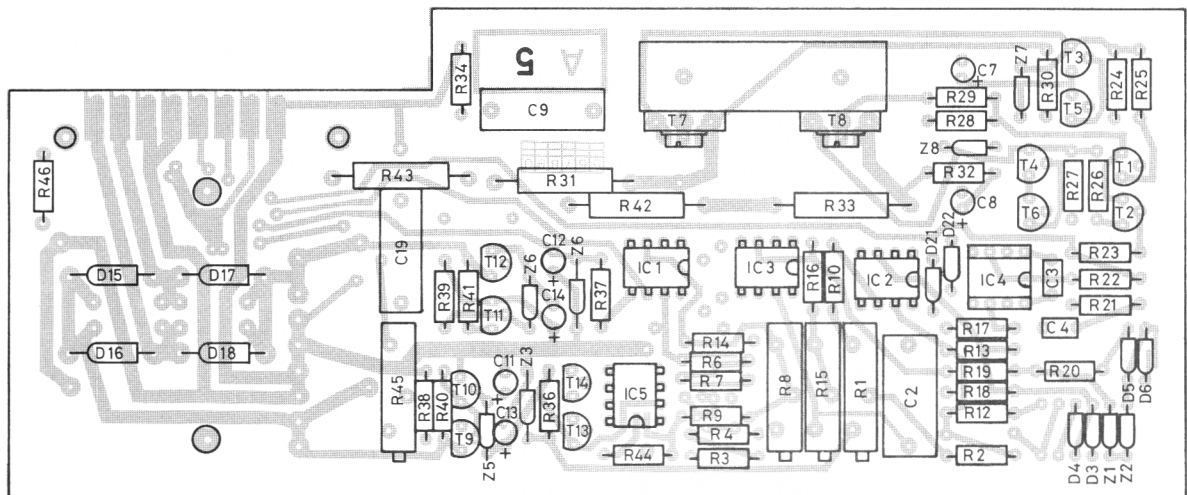 R34
5
A
C9
T7
T8
C7
+
Z7
R30
T3
T5
R24
R25
R29
R28
Z8
R32
C8
+
T4
T6
R27
R26
T1
T2
R46
R43
R31
R42
R33
C19
D15
D17
D16
D18
R39
R41
T12
T11
Z6
C12
+
C14
+
Z6
R37
IC1
IC3
R16
R10
IC2
D21
D22
IC4
C3
R23
R22
R21
C4
R17
R13
R19
R18
R12
R2
R20
D5
D6
R45
R38
R40
T10
T9
C11
+
C13
+
Z5
Z3
R36
T14
T13
IC5
R44
R14
R6
R7
R9
R4
R3
R8
R15
R1
C2
D4
D3
Z1
Z2